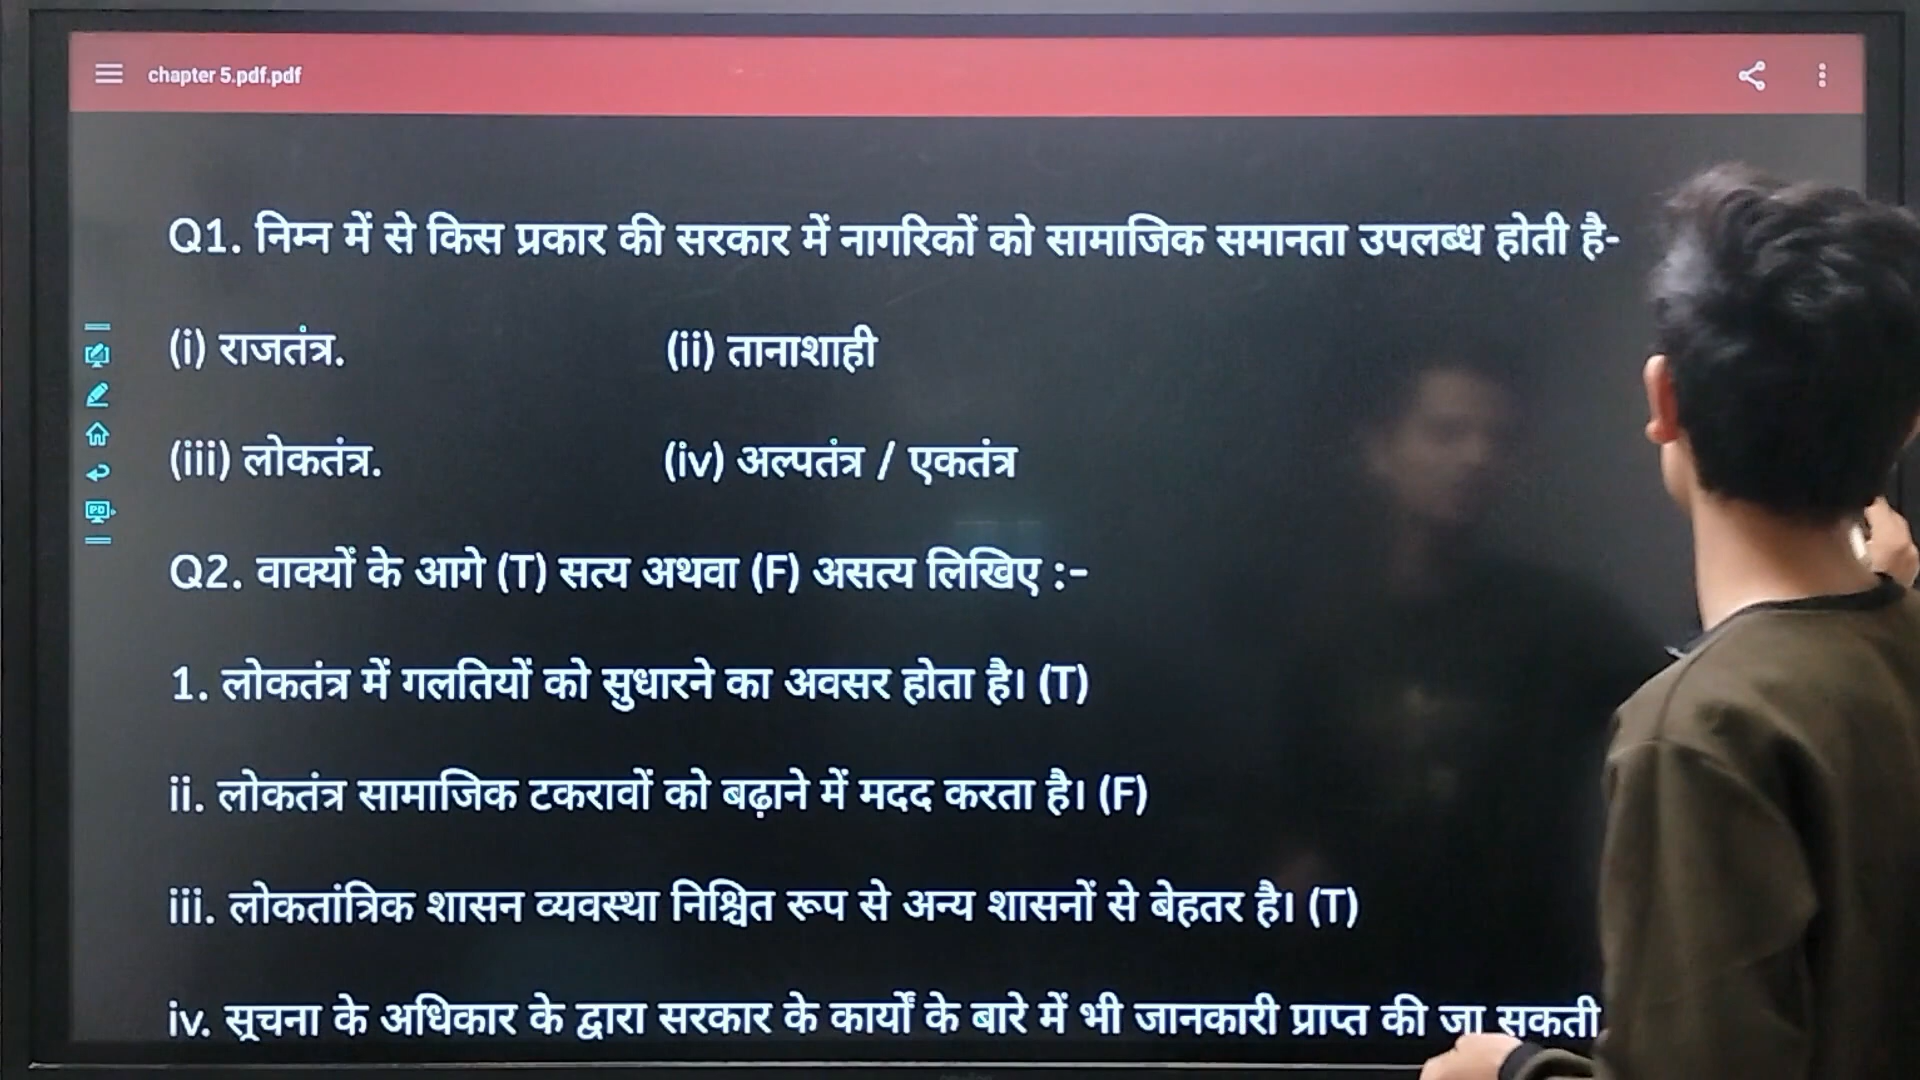 chapter 5.pdf.pdf
Q1. निम्न में से किस प्रकार की सरकार में नागरिकों को सामाजिक समानता उपलब्ध होती है-
(i) राजतंत्र. (ii) तानाशाही
(iii) लोकतंत्र. (iv) अल्पतंत्र / एकतंत्र
Q2. वाक्यों के आगे (T) सत्य अथवा (F) असत्य लिखिए :-
1. लोकतंत्र में गलतियों को सुधारने का अवसर होता है। (T)
ii. लोकतंत्र सामाजिक टकरावों को बढ़ाने में मदद करता है। (F)
iii. लोकतांत्रिक शासन व्यवस्था निश्चित रूप से अन्य शासनों से बेहतर है। (T)
iv. सूचना के अधिकार के द्वारा सरकार के कार्यों के बारे में भी जानकारी प्राप्त की जा सकती